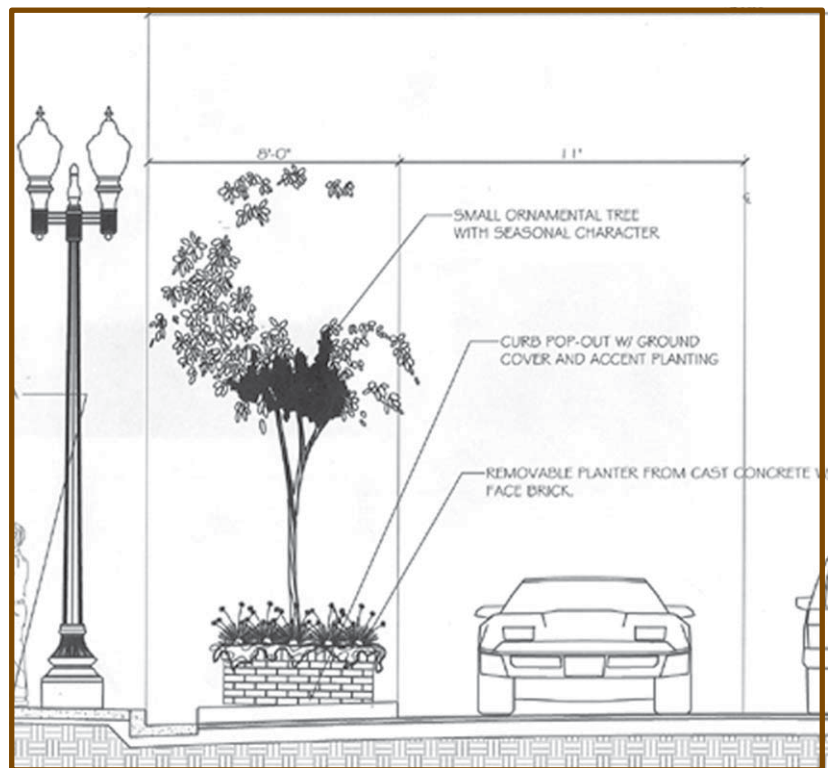 8'-0"
11'
SMALL ORNAMENTAL TREE
WITH SEASONAL CHARACTER
CURB POP-OUT W/ GROUND
COVER AND ACCENT PLANTING
REMOVABLE PLANTER FROM CAST CONCRETE W/
FACE BRICK.